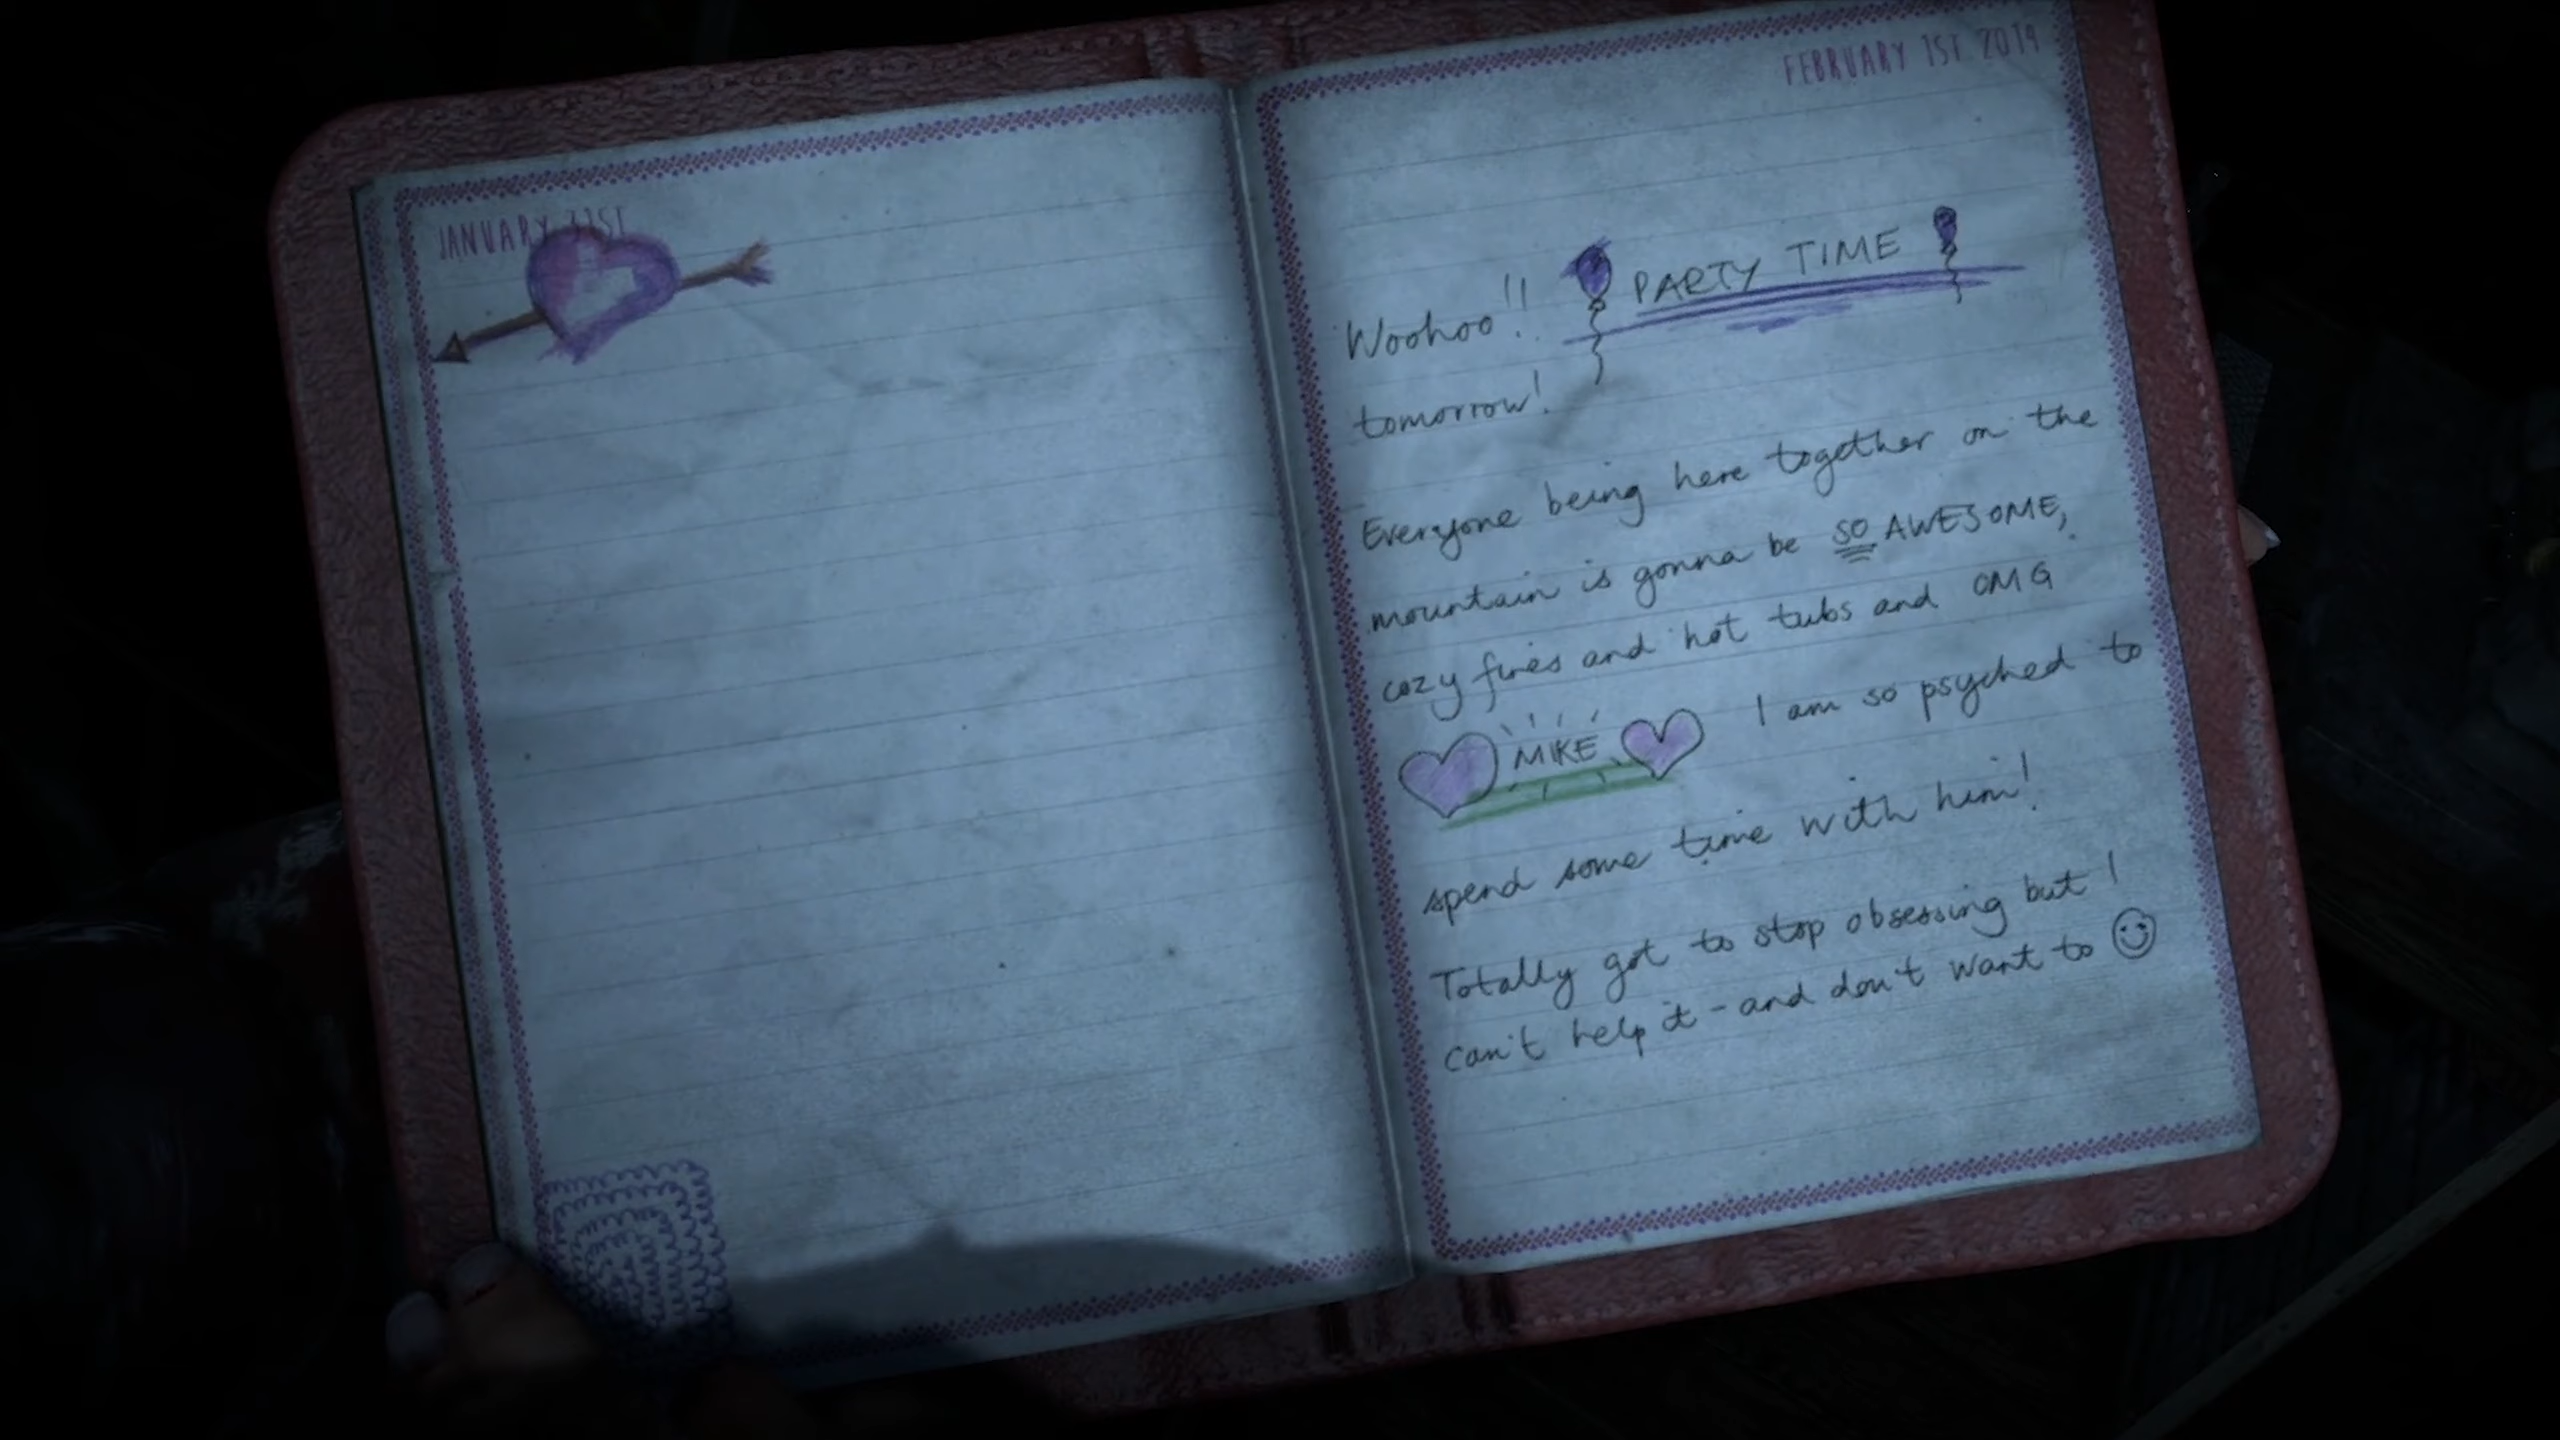 JANUARY 31ST
FEBRUARY 1ST 2014
Woohoo!! PARTY TIME
tomorrow!
Everyone being here together on the
mountain is gonna be SO AWESOME,
cozy fires and hot tubs and OMG
MIKE I am so psyched to
spend some time with him!
Totally got to stop obsessing but I
can't help it - and don't want to